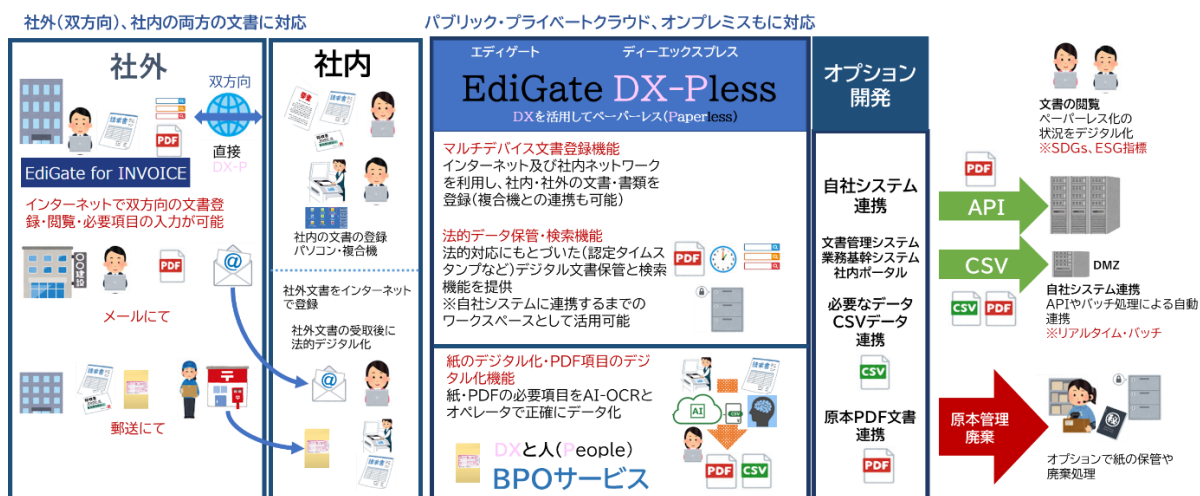 社外(双方向)、社内の両方の文書に対応
パブリック・プライベートクラウド、オンプレミスもに対応
社外
双方向
PDF
直接
DX-P
EdiGate for INVOICE
インターネットで双方向の文書登
録・閲覧・必要項目の入力が可能
PDF
@
メールにて
郵送にて
社内
請求書
社内の文書の登録
パソコン・複合機
社外文書をインターネット
で登録
社外文書の受取後に
法的デジタル化
@
エディゲート
ディーエックスプレス
EdiGate DX-Pless
DXを活用してペーパーレス(Paperless)
マルチデバイス文書登録機能
インターネット及び社内ネットワーク
を利用し、社内・社外の文書・書類を
登録(複合機との連携も可能)
法的データ保管・検索機能
法的対応にもとづいた(認定タイムス
タンプなど)デジタル文書保管と検索
機能を提供
※自社システムに連携するまでの
ワークスペースとして活用可能
PDF
紙のデジタル化・PDF項目のデジ
タル化機能
紙・PDFの必要項目をAI-OCRと
オペレータで正確にデータ化
DXと人(People)
BPOサービス
請求書
AI
CSV
PDF
CSV
オプション
開発
自社システム
連携
文書管理システム
業務基幹システム
社内ポータル
必要なデータ
CSVデータ
連携
CSV
原本PDF文書
連携
PDF
PDF
API
CSV
CSV
PDF
原本管理
廃棄
文書の閲覧
ペーパーレス化の
状況をデジタル化
※SDGs、ESG指標
DMZ
自社システム連携
APIやバッチ処理による自動
連携
※リアルタイム・バッチ
オプションで紙の保管や
廃棄処理